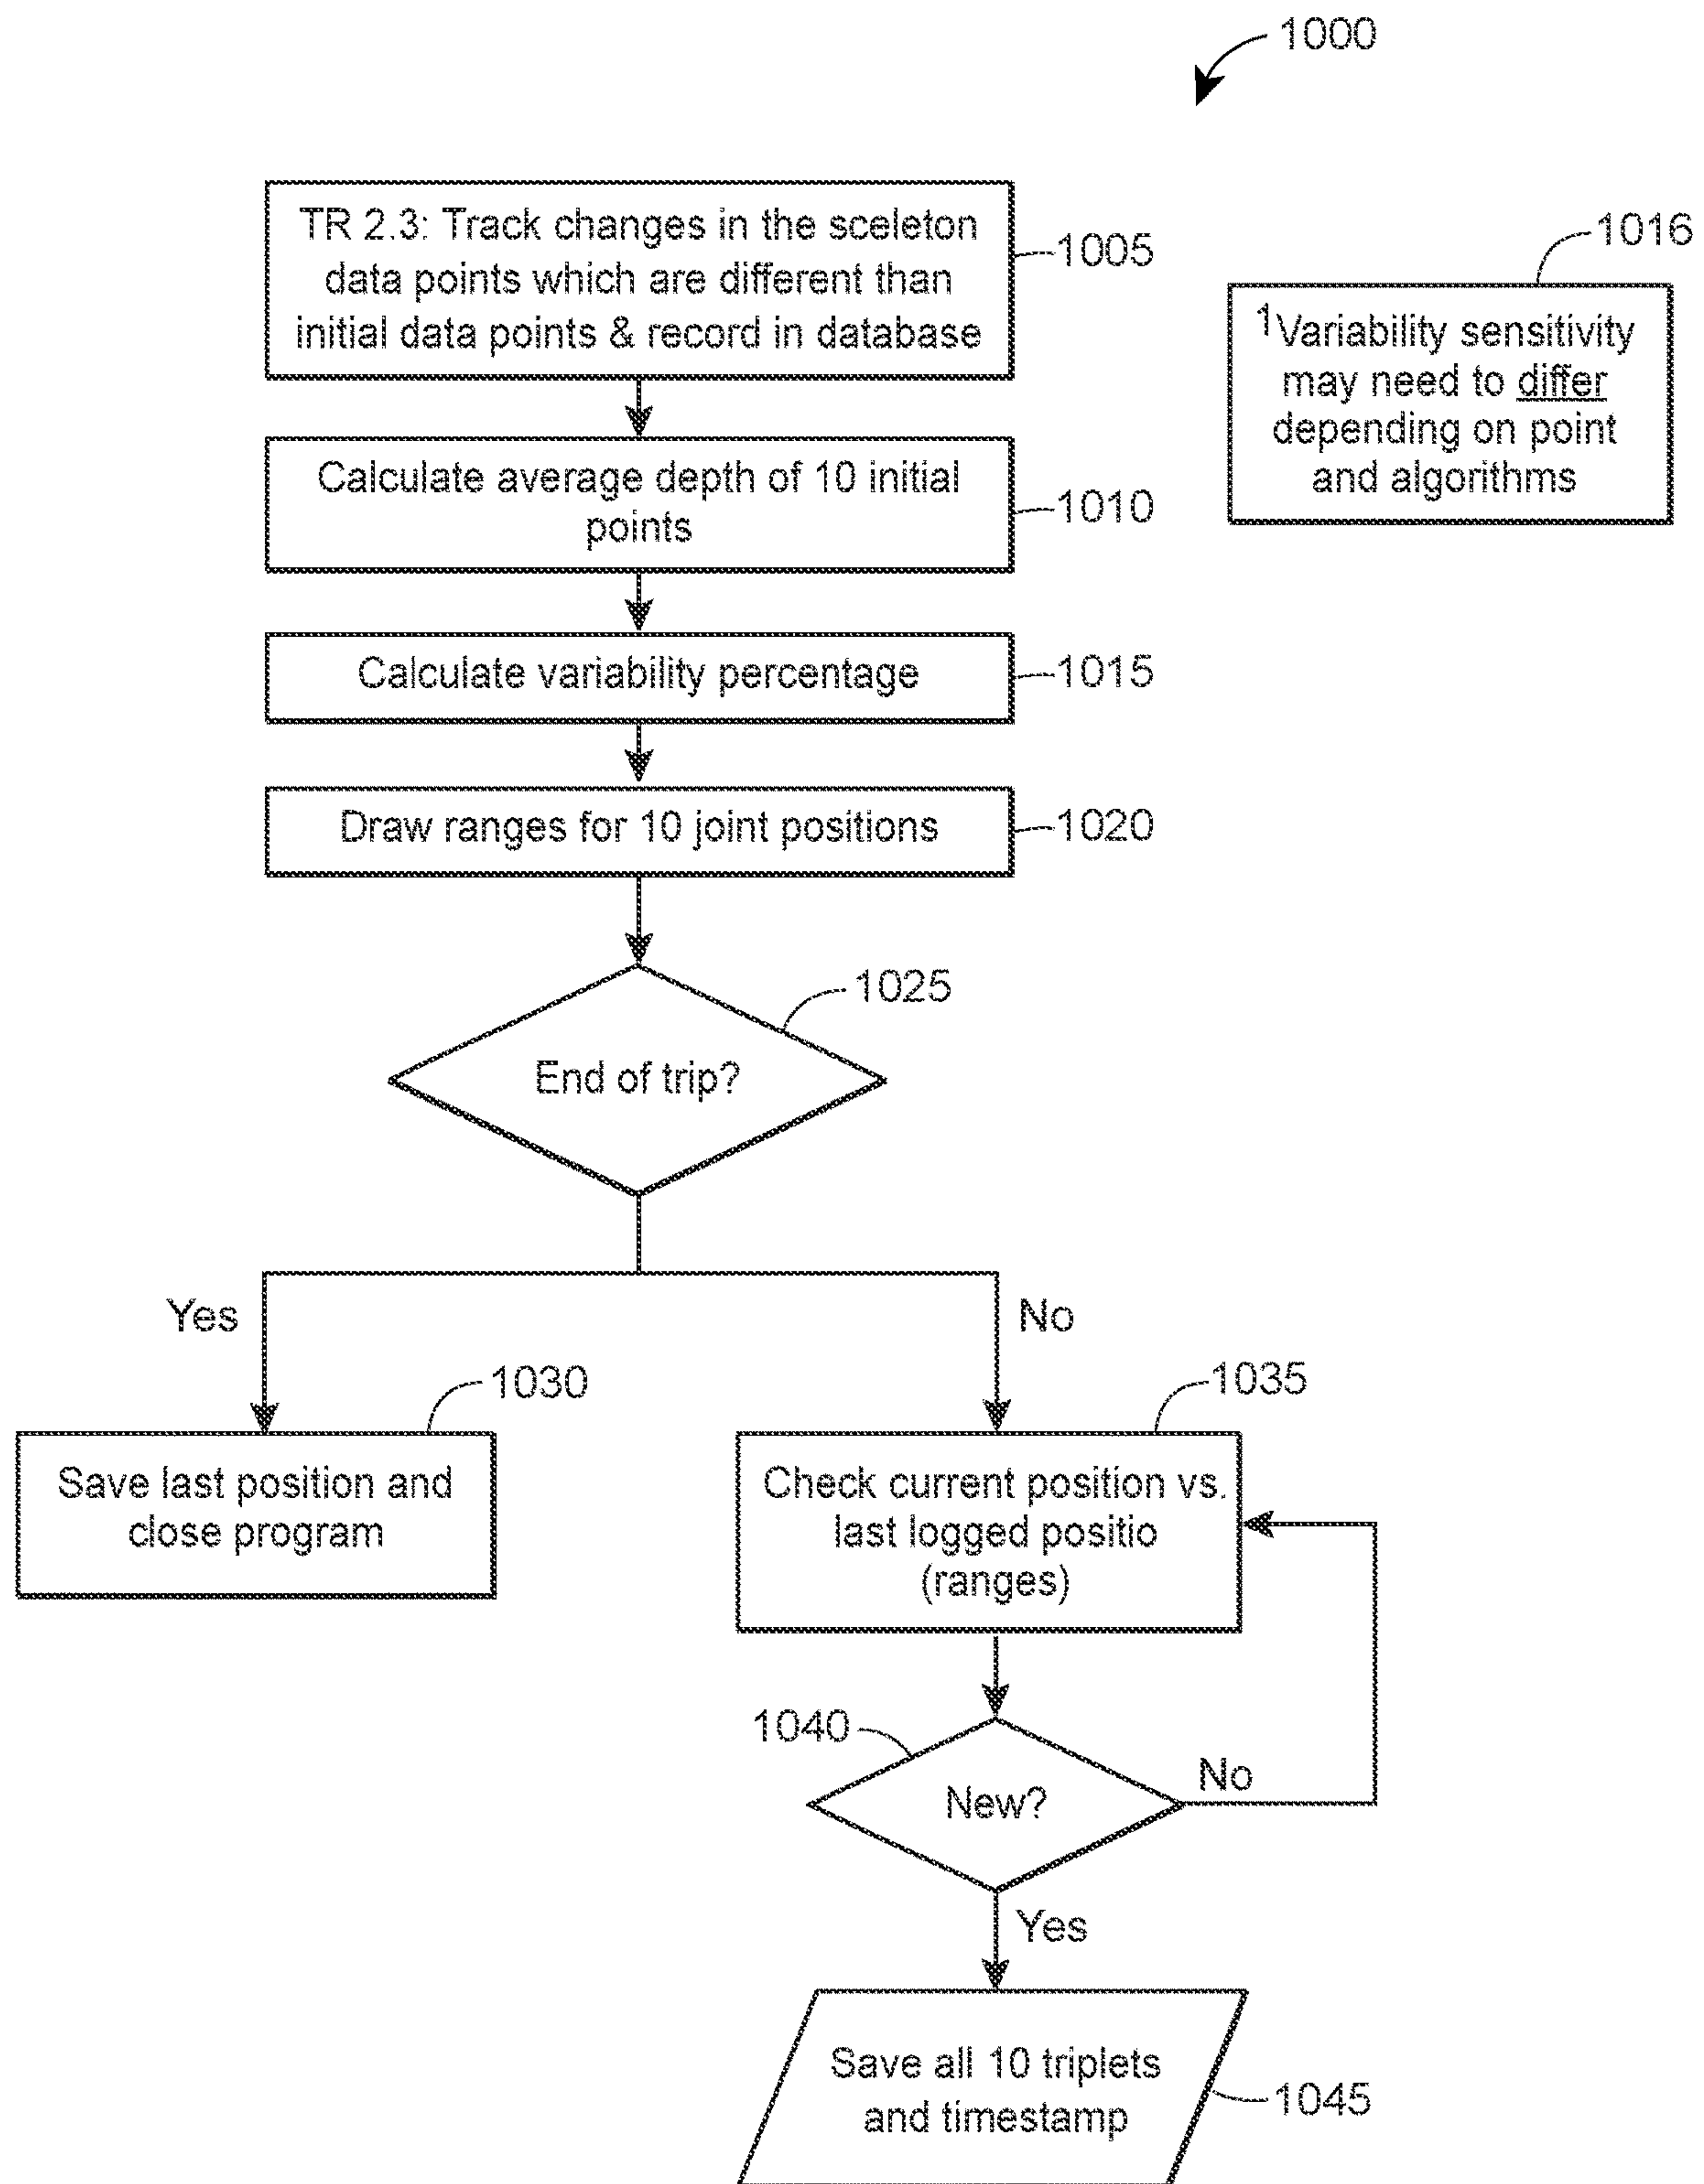 1000
TR 2.3: Track changes in the sceleton
data points which are different than
initial data points & record in database
1005
1016
1Variability sensitivity
may need to differ
depending on point
and algorithms
Calculate average depth of 10 initial
points
1010
Calculate variability percentage
1015
Draw ranges for 10 joint positions
1020
1025
End of trip?
Yes
No
1030
Save last position and
close program
1035
Check current position vs.
last logged positio
(ranges)
1040
New?
No
Yes
Save all 10 triplets
and timestamp
1045